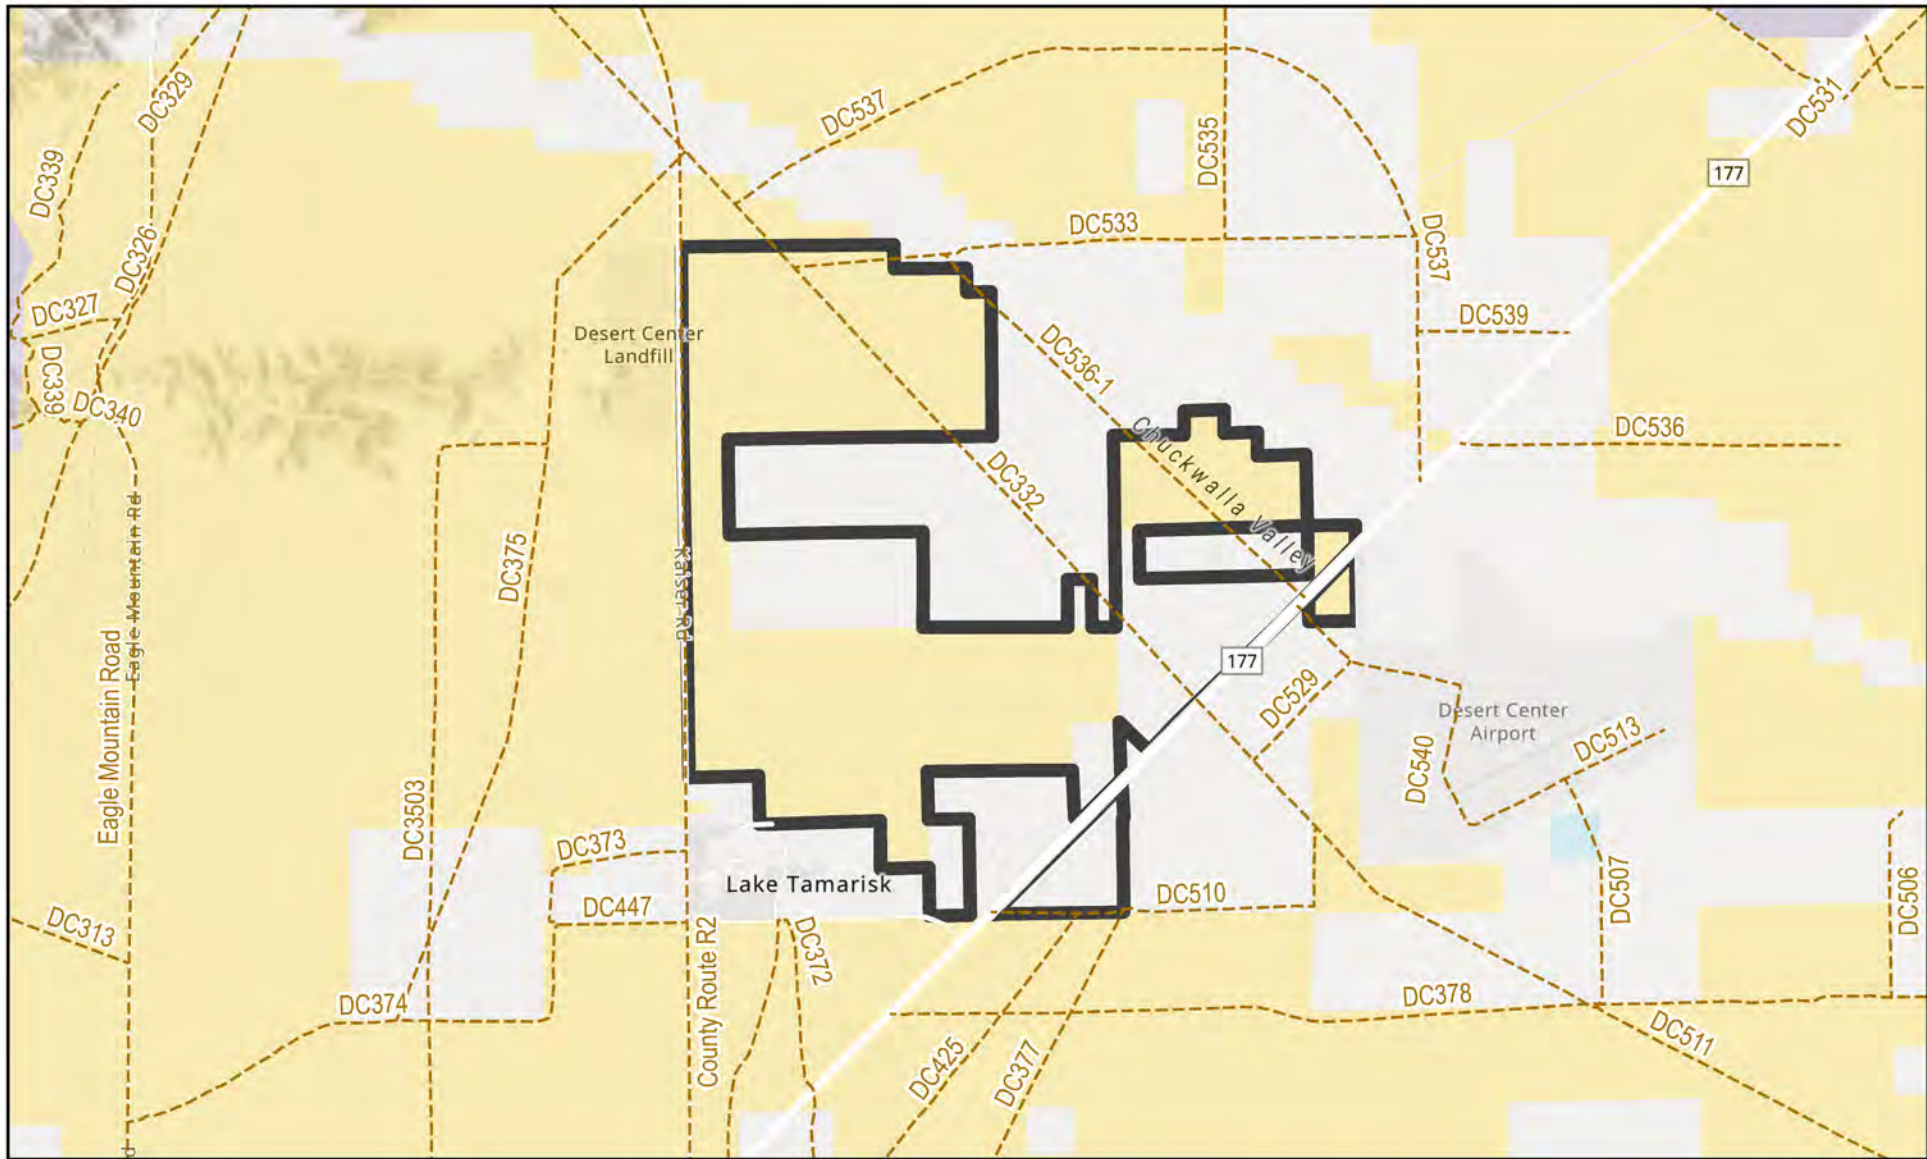 DC329
DC537
DC535
DC531
177
DC339
DC533
DC537
DC326
DC327
DC539
Desert Center
Landfill
DC536-1
DC339
DC340
Chuckwalla Valley
DC536
DC332
Eagle Mountain Rd
DC375
Kaiser Rd
Eagle Mountain Road
177
DC529
Desert Center
Airport
DC513
DC540
DC3503
DC373
Lake Tamarisk
DC510
DC507
DC506
DC447
DC313
DC372
County Route R2
DC374
DC378
DC511
DC425
DC377
d